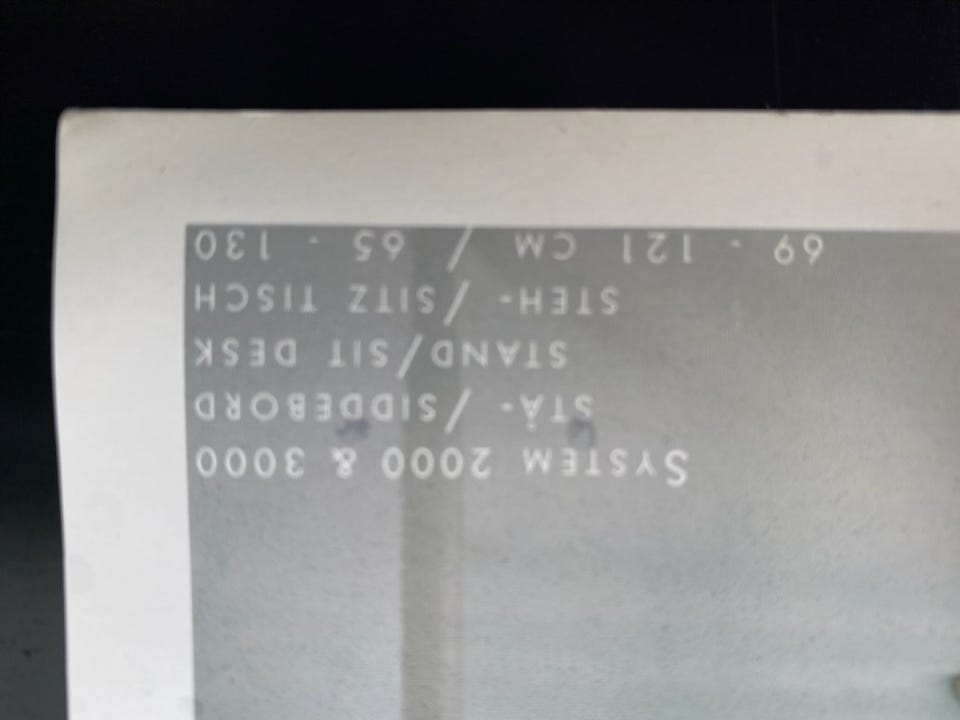 SYSTEM 2000 & 3000
STÅ- /SIDDEBORD
STAND/SIT DESK
STEH- /SITZ TISCH
69 - 121 CM / 65 - 130